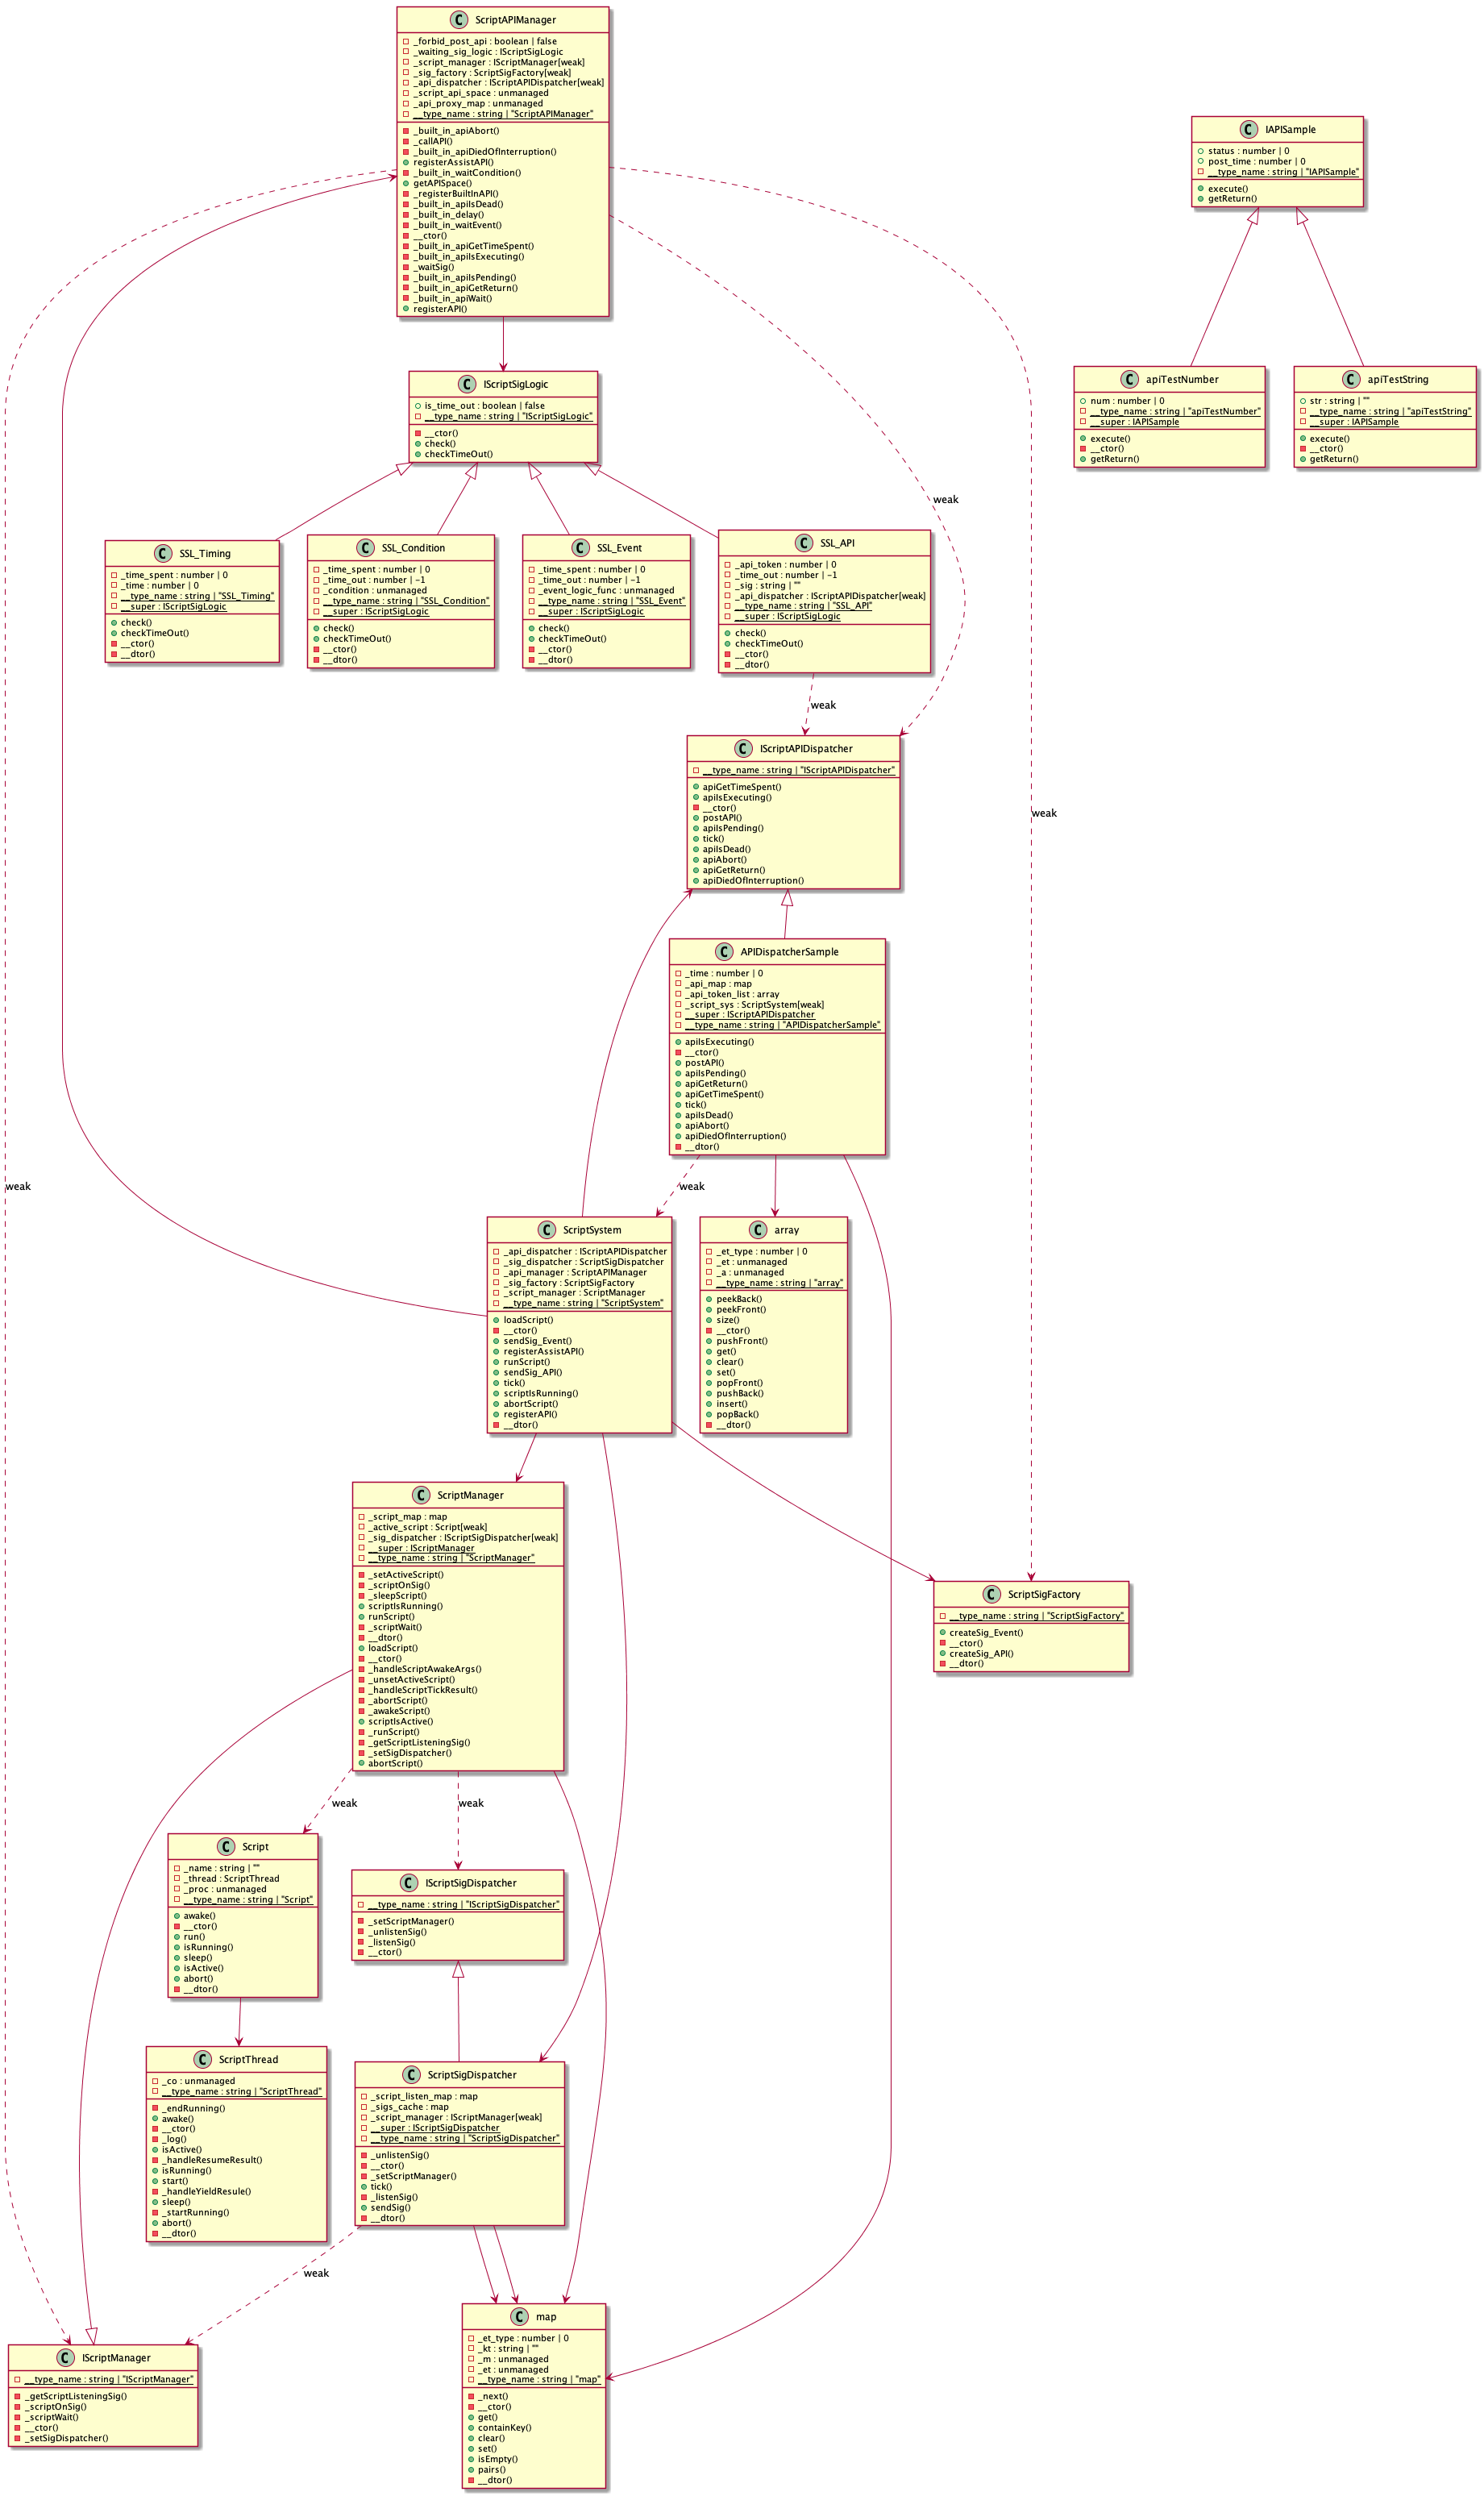 ScriptAPIManager
_forbid_post_api : boolean | false
_waiting_sig_logic : IScriptSigLogic
_script_manager : IScriptManager[weak]
_sig_factory : ScriptSigFactory[weak]
_api_dispatcher : IScriptAPIDispatcher[weak]
_script_api_space : unmanaged
_api_proxy_map : unmanaged
__type_name : string | "ScriptAPIManager"
_built_in_apiAbort()
_callAPI()
_built_in_apiDiedOfInterruption()
registerAssistAPI()
_built_in_waitCondition()
getAPISpace()
_registerBuiltInAPI()
_built_in_apiIsDead()
_built_in_delay()
_built_in_waitEvent()
__ctor()
_built_in_apiGetTimeSpent()
_built_in_apiIsExecuting()
_waitSig()
_built_in_apiIsPending()
_built_in_apiGetReturn()
_built_in_apiWait()
registerAPI()
IAPISample
status : number | 0
post_time : number | 0
__type_name : string | "IAPISample"
execute()
getReturn()
apiTestNumber
num : number | 0
__type_name : string | "apiTestNumber"
__super : IAPISample
execute()
__ctor()
getReturn()
apiTestString
str : string | ""
__type_name : string | "apiTestString"
__super : IAPISample
execute()
__ctor()
getReturn()
IScriptSigLogic
is_time_out : boolean | false
__type_name : string | "IScriptSigLogic"
__ctor()
check()
checkTimeOut()
weak
SSL_Timing
_time_spent : number | 0
_time : number | 0
__type_name : string | "SSL_Timing"
__super : IScriptSigLogic
check()
checkTimeOut()
__ctor()
__dtor()
SSL_Condition
_time_spent : number | 0
_time_out : number | -1
_condition : unmanaged
__type_name : string | "SSL_Condition"
__super : IScriptSigLogic
check()
checkTimeOut()
__ctor()
__dtor()
SSL_Event
_time_spent : number | 0
_time_out : number | -1
_event_logic_func : unmanaged
__type_name : string | "SSL_Event"
__super : IScriptSigLogic
check()
checkTimeOut()
__ctor()
__dtor()
SSL_API
_api_token : number | 0
_time_out : number | -1
_sig : string | ""
_api_dispatcher : IScriptAPIDispatcher[weak]
__type_name : string | "SSL_API"
__super : IScriptSigLogic
check()
checkTimeOut()
__ctor()
__dtor()
weak
IScriptAPIDispatcher
__type_name : string | "IScriptAPIDispatcher"
apiGetTimeSpent()
apiIsExecuting()
__ctor()
postAPI()
apiIsPending()
tick()
apiIsDead()
apiAbort()
apiGetReturn()
apiDiedOfInterruption()
weak
APIDispatcherSample
_time : number | 0
_api_map : map
_api_token_list : array
_script_sys : ScriptSystem[weak]
__super : IScriptAPIDispatcher
__type_name : string | "APIDispatcherSample"
apiIsExecuting()
__ctor()
postAPI()
apiIsPending()
apiGetReturn()
apiGetTimeSpent()
tick()
apiIsDead()
apiAbort()
apiDiedOfInterruption()
__dtor()
weak
weak
ScriptSystem
_api_dispatcher : IScriptAPIDispatcher
_sig_dispatcher : ScriptSigDispatcher
_api_manager : ScriptAPIManager
_sig_factory : ScriptSigFactory
_script_manager : ScriptManager
__type_name : string | "ScriptSystem"
loadScript()
__ctor()
sendSig_Event()
registerAssistAPI()
runScript()
sendSig_API()
tick()
scriptIsRunning()
abortScript()
registerAPI()
__dtor()
array
_et_type : number | 0
_et : unmanaged
_a : unmanaged
__type_name : string | "array"
peekBack()
peekFront()
size()
__ctor()
pushFront()
get()
clear()
set()
popFront()
pushBack()
insert()
popBack()
__dtor()
ScriptManager
_script_map : map
_active_script : Script[weak]
_sig_dispatcher : IScriptSigDispatcher[weak]
__super : IScriptManager
__type_name : string | "ScriptManager"
_setActiveScript()
_scriptOnSig()
_sleepScript()
scriptIsRunning()
runScript()
_scriptWait()
__dtor()
loadScript()
__ctor()
_handleScriptAwakeArgs()
_unsetActiveScript()
_handleScriptTickResult()
_abortScript()
_awakeScript()
scriptIsActive()
_runScript()
_getScriptListeningSig()
_setSigDispatcher()
abortScript()
ScriptSigFactory
__type_name : string | "ScriptSigFactory"
createSig_Event()
__ctor()
createSig_API()
__dtor()
weak
weak
Script
_name : string | ""
_thread : ScriptThread
_proc : unmanaged
__type_name : string | "Script"
awake()
__ctor()
run()
isRunning()
sleep()
isActive()
abort()
__dtor()
IScriptSigDispatcher
__type_name : string | "IScriptSigDispatcher"
_setScriptManager()
_unlistenSig()
_listenSig()
__ctor()
ScriptThread
_co : unmanaged
__type_name : string | "ScriptThread"
_endRunning()
awake()
__ctor()
_log()
isActive()
_handleResumeResult()
isRunning()
start()
_handleYieldResule()
sleep()
_startRunning()
abort()
__dtor()
ScriptSigDispatcher
_script_listen_map : map
_sigs_cache : map
_script_manager : IScriptManager[weak]
__super : IScriptSigDispatcher
__type_name : string | "ScriptSigDispatcher"
_unlistenSig()
__ctor()
_setScriptManager()
tick()
_listenSig()
sendSig()
__dtor()
weak
IScriptManager
__type_name : string | "IScriptManager"
_getScriptListeningSig()
_scriptOnSig()
_scriptWait()
__ctor()
_setSigDispatcher()
map
_et_type : number | 0
_kt : string | ""
_m : unmanaged
_et : unmanaged
__type_name : string | "map"
_next()
__ctor()
get()
containKey()
clear()
set()
isEmpty()
pairs()
__dtor()